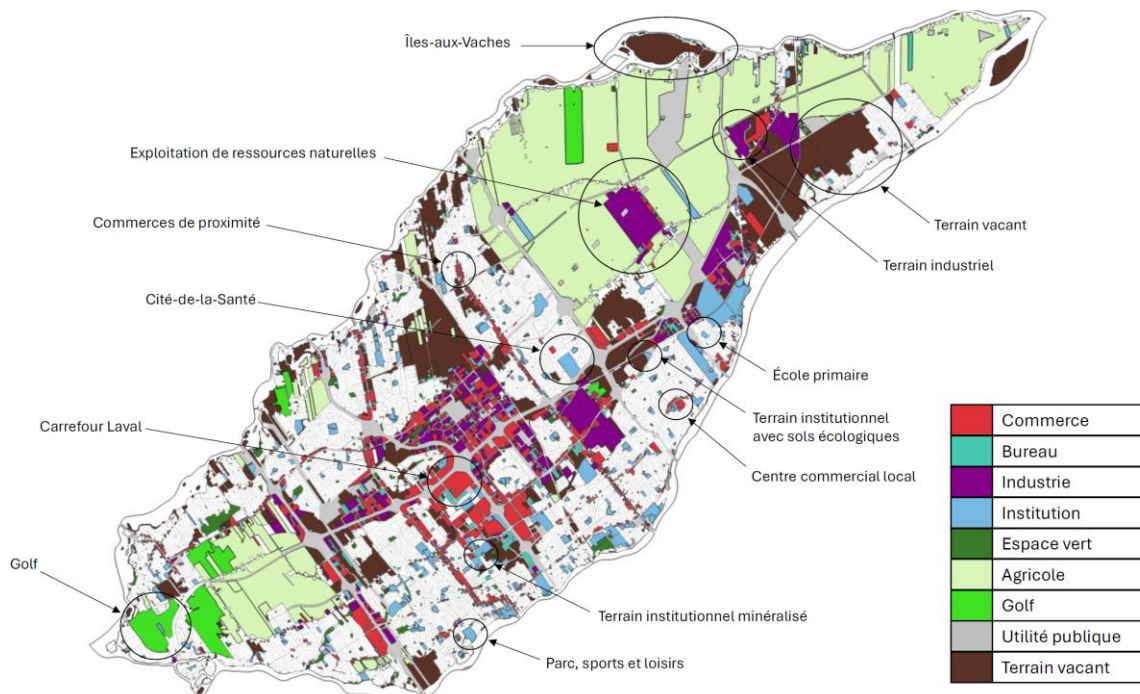 Îles-aux-Vaches
Exploitation de ressources naturelles
Commerces de proximité
Cité-de-la-Santé
Carrefour Laval
Golf
Terrain vacant
Terrain industriel
École primaire
Terrain institutionnel
avec sols écologiques
Centre commercial local
Terrain institutionnel minéralisé
Parc, sports et loisirs
Commerce
Bureau
Industrie
Institution
Espace vert
Agricole
Golf
Utilité publique
Terrain vacant